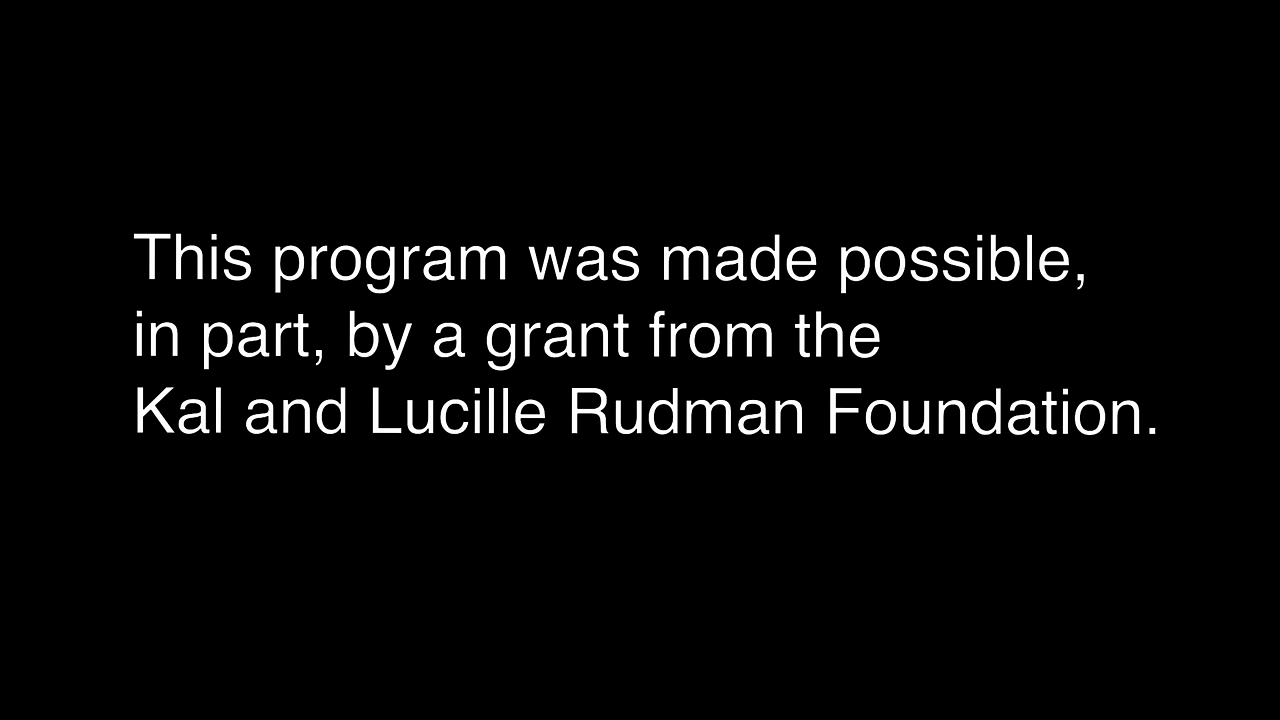 This program was made possible,
in part, by a grant from the
Kal and Lucille Rudman Foundation.